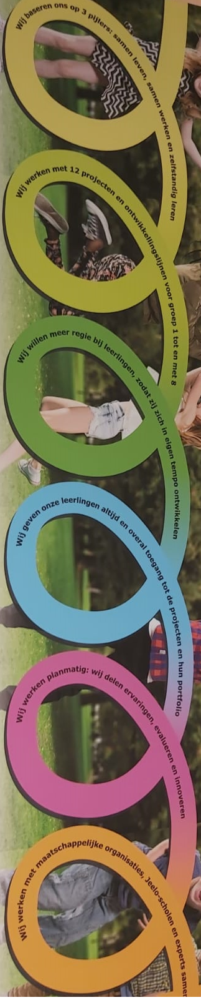 Wij baseren ons op 3 pijlers: samen leven, samen werken en zelfstandig leren
Wij werken met 12 projecten en ontwikkellingslijnen voor groep 1 tot en met 8
Wij willen meer regie bij leerlingen, zodat zij zich in eigen tempo ontwikkelen
Wij geven onze leerlingen altijd en overal toegang tot de projecten en hun portfolio
Wij werken planmatig: wij delen ervaringen, evalueren en innoveren
Wij werken met maatschappelijke organisaties, Jeelo-scholen en experts samen